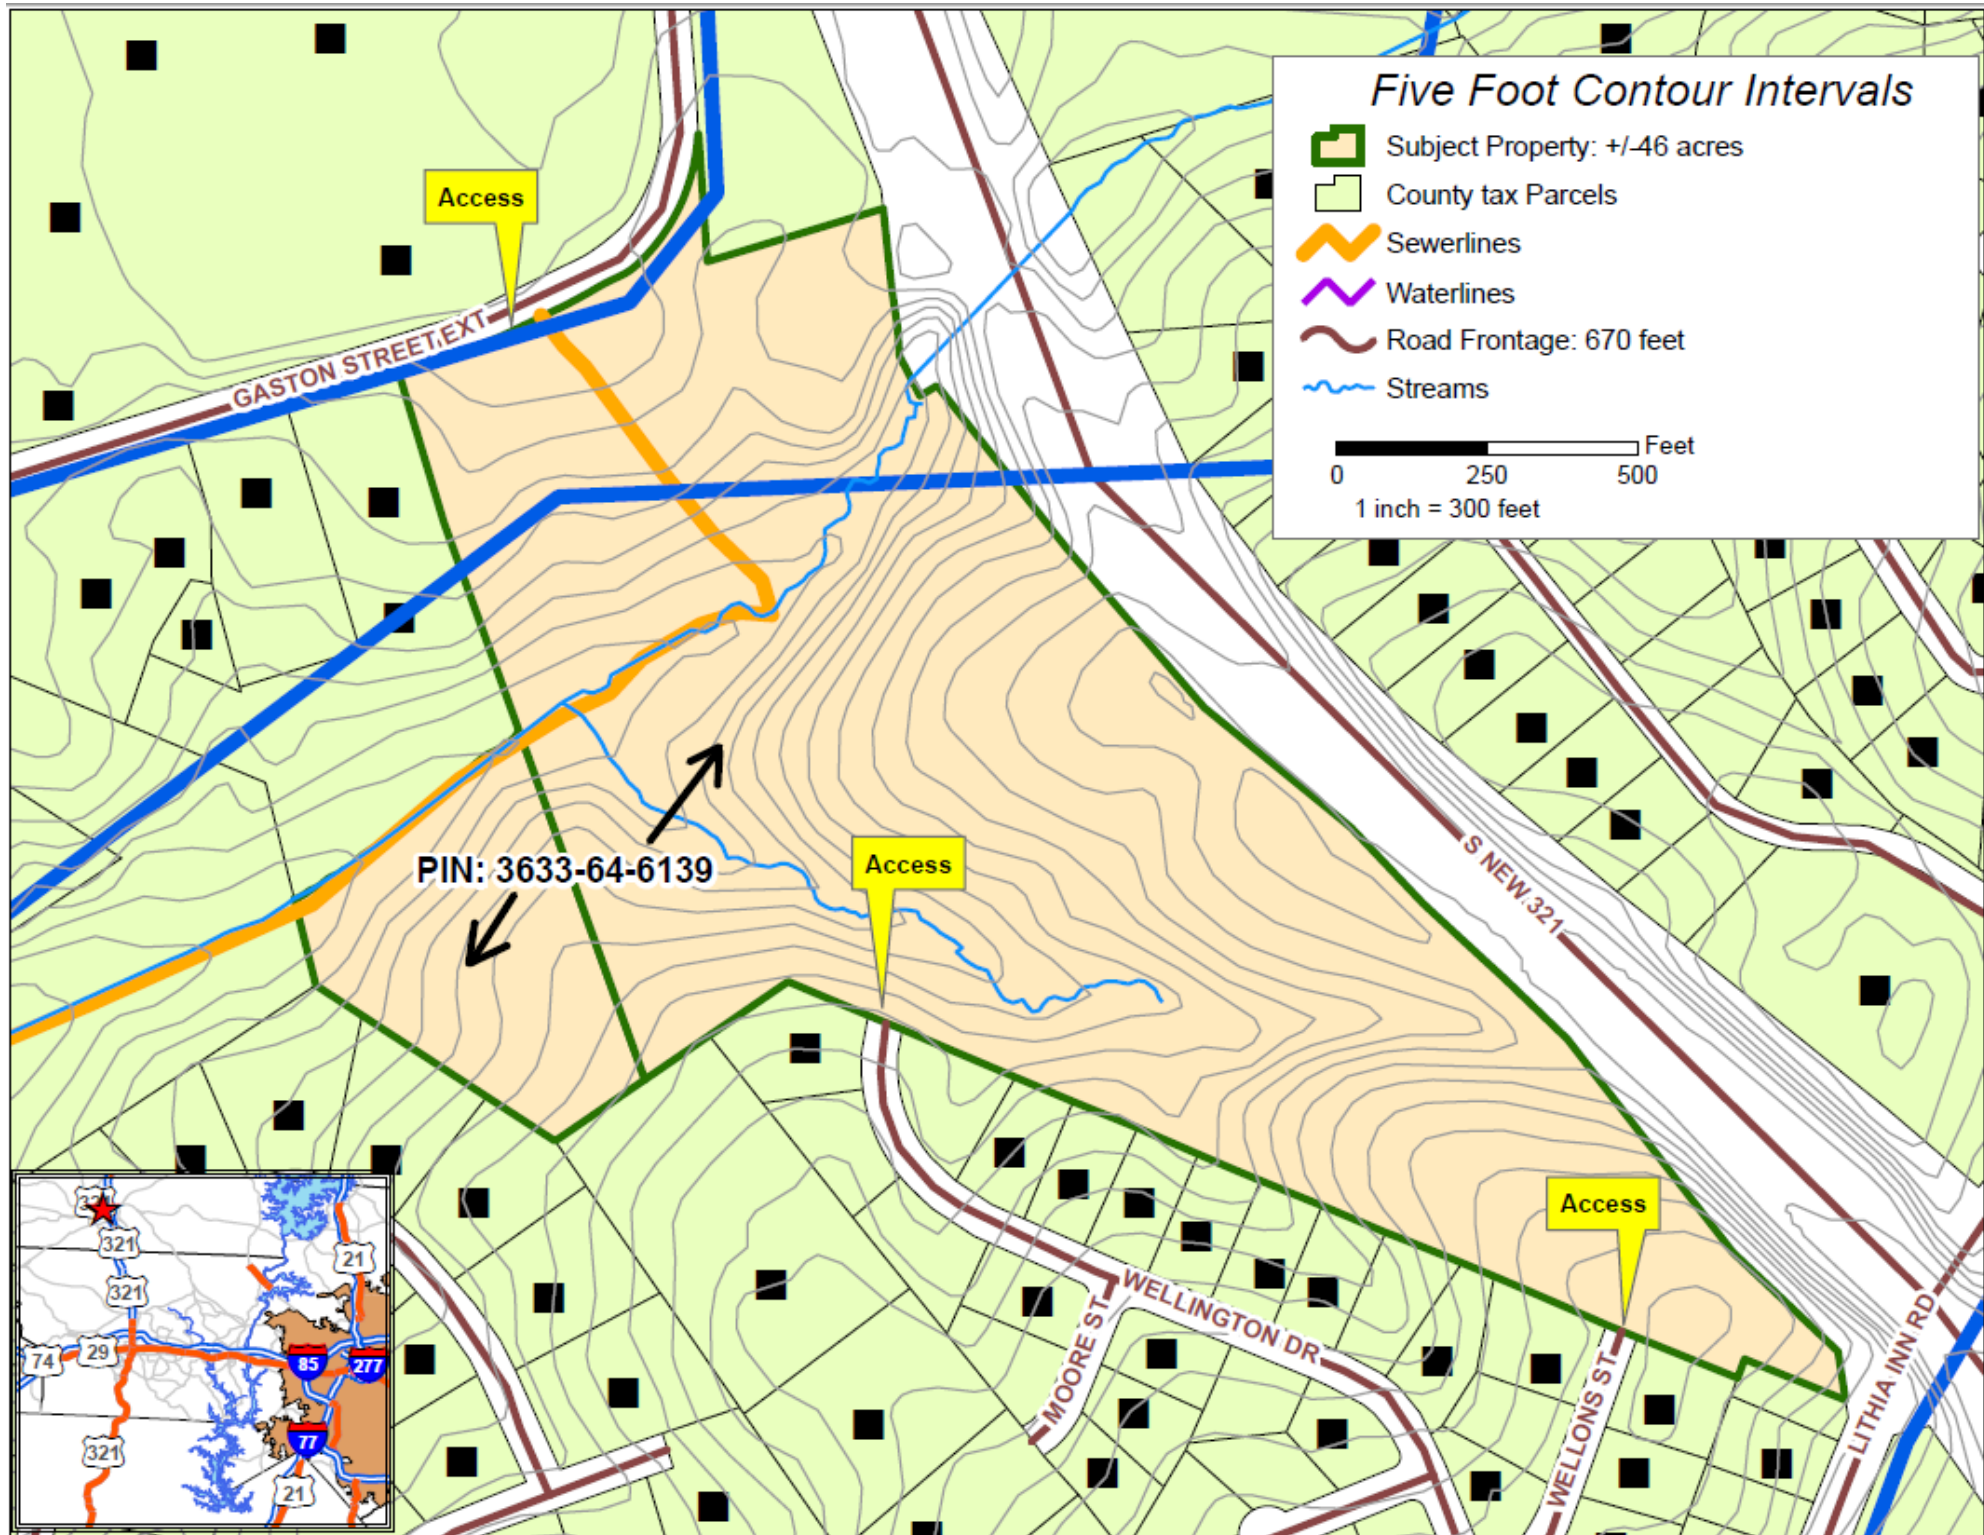 Five Foot Contour Intervals
Subject Property: +/-46 acres
County tax Parcels
Sewerlines
Waterlines
Road Frontage: 670 feet
Streams
Feet
0 250 500
1 inch = 300 feet
Access
GASTON STREET EXT
S NEW 321
PIN: 3633-64-6139
Access
Access
WELLINGTON DR
MOORE ST
WELLONS ST
LITHIA INN RD
321
321
21
321
29
74
85
277
321
77
21